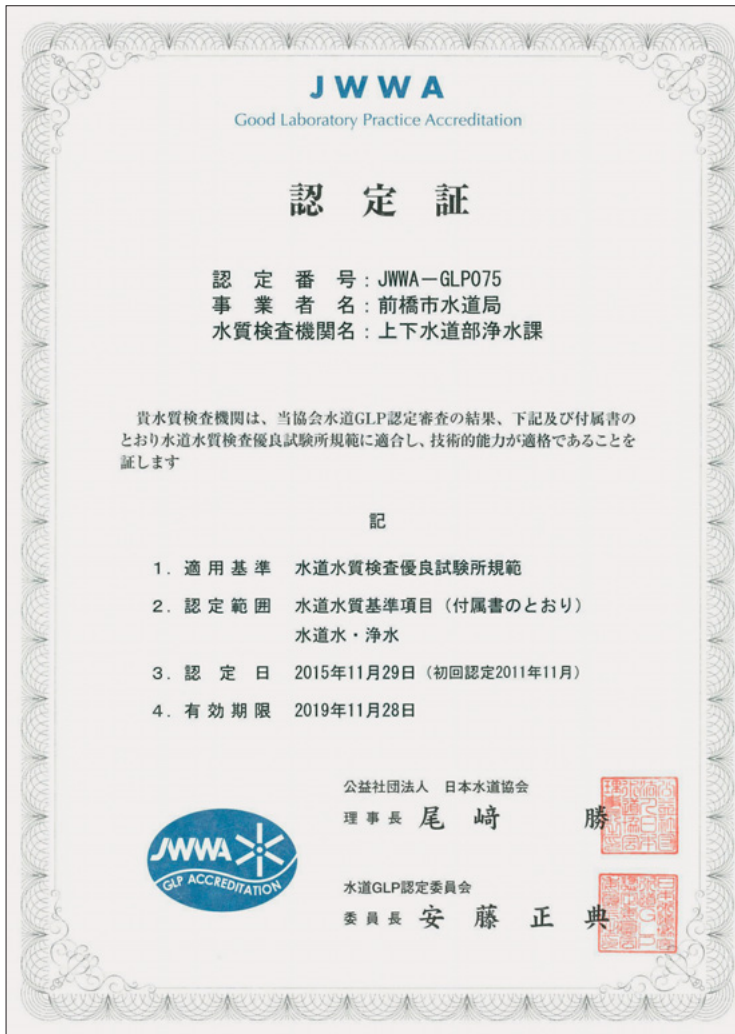 JWWA
Good Laboratory Practice Accreditation
認定証
認定番号：JWWA－GLP075
事業者名：前橋市水道局
水質検査機関名：上下水道部浄水課
貴水質検査機関は、当協会水道GLP認定審査の結果、下記及び付属書の
とおり水道水質検査優良試験所規範に適合し、技術的能力が適格であることを
証します
記
1．適用基準　水道水質検査優良試験所規範
2．認定範囲　水道水質基準項目（付属書のとおり）
水道水・浄水
3．認定日　2015年11月29日（初回認定2011年11月）
4．有効期限　2019年11月28日
公益社団法人　日本水道協会
理事長　尾﨑　勝
水道GLP認定委員会
委員長　安藤正典
JWWA
GLP ACCREDITATION